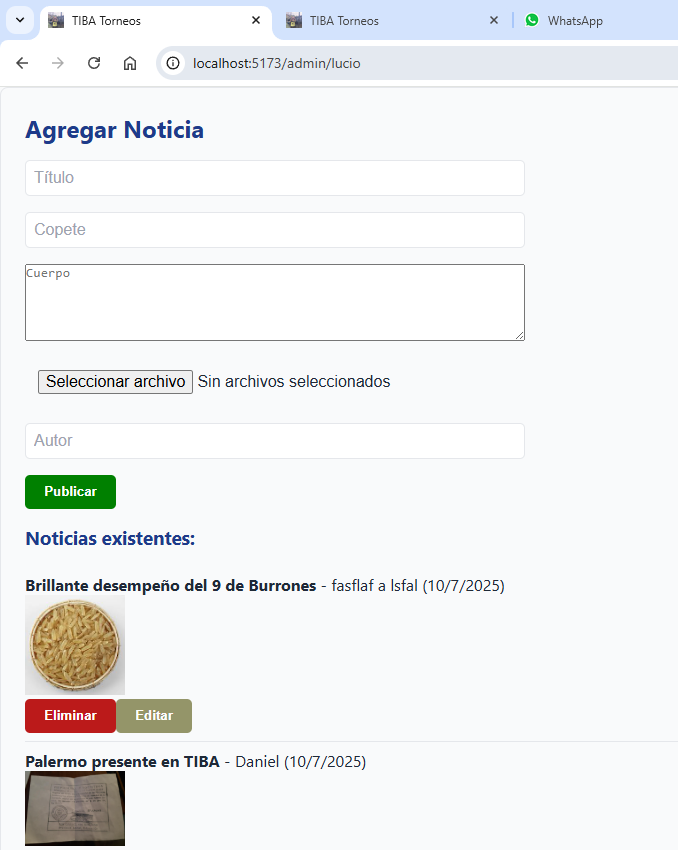 TIBA Torneos
TIBA Torneos
WhatsApp
localhost:5173/admin/lucio
Agregar Noticia
Título
Copete
Cuerpo
Seleccionar archivo Sin archivos seleccionados
Autor
Publicar
Noticias existentes:
Brillante desempeño del 9 de Burrones - fasflaf a lsfal (10/7/2025)
Eliminar Editar
Palermo presente en TIBA - Daniel (10/7/2025)